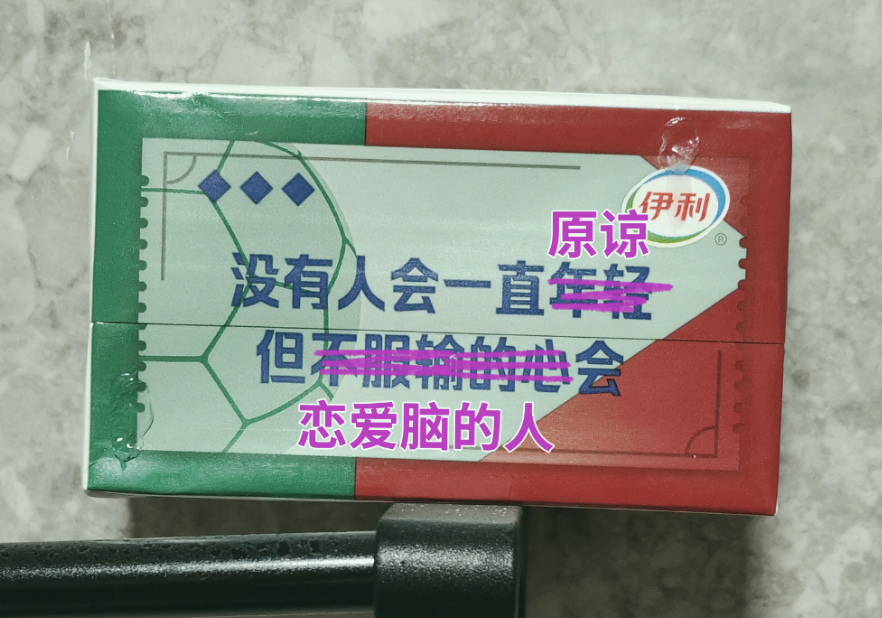 伊利
®
原谅
没有人会一直年轻
但不服输的心会
恋爱脑的人